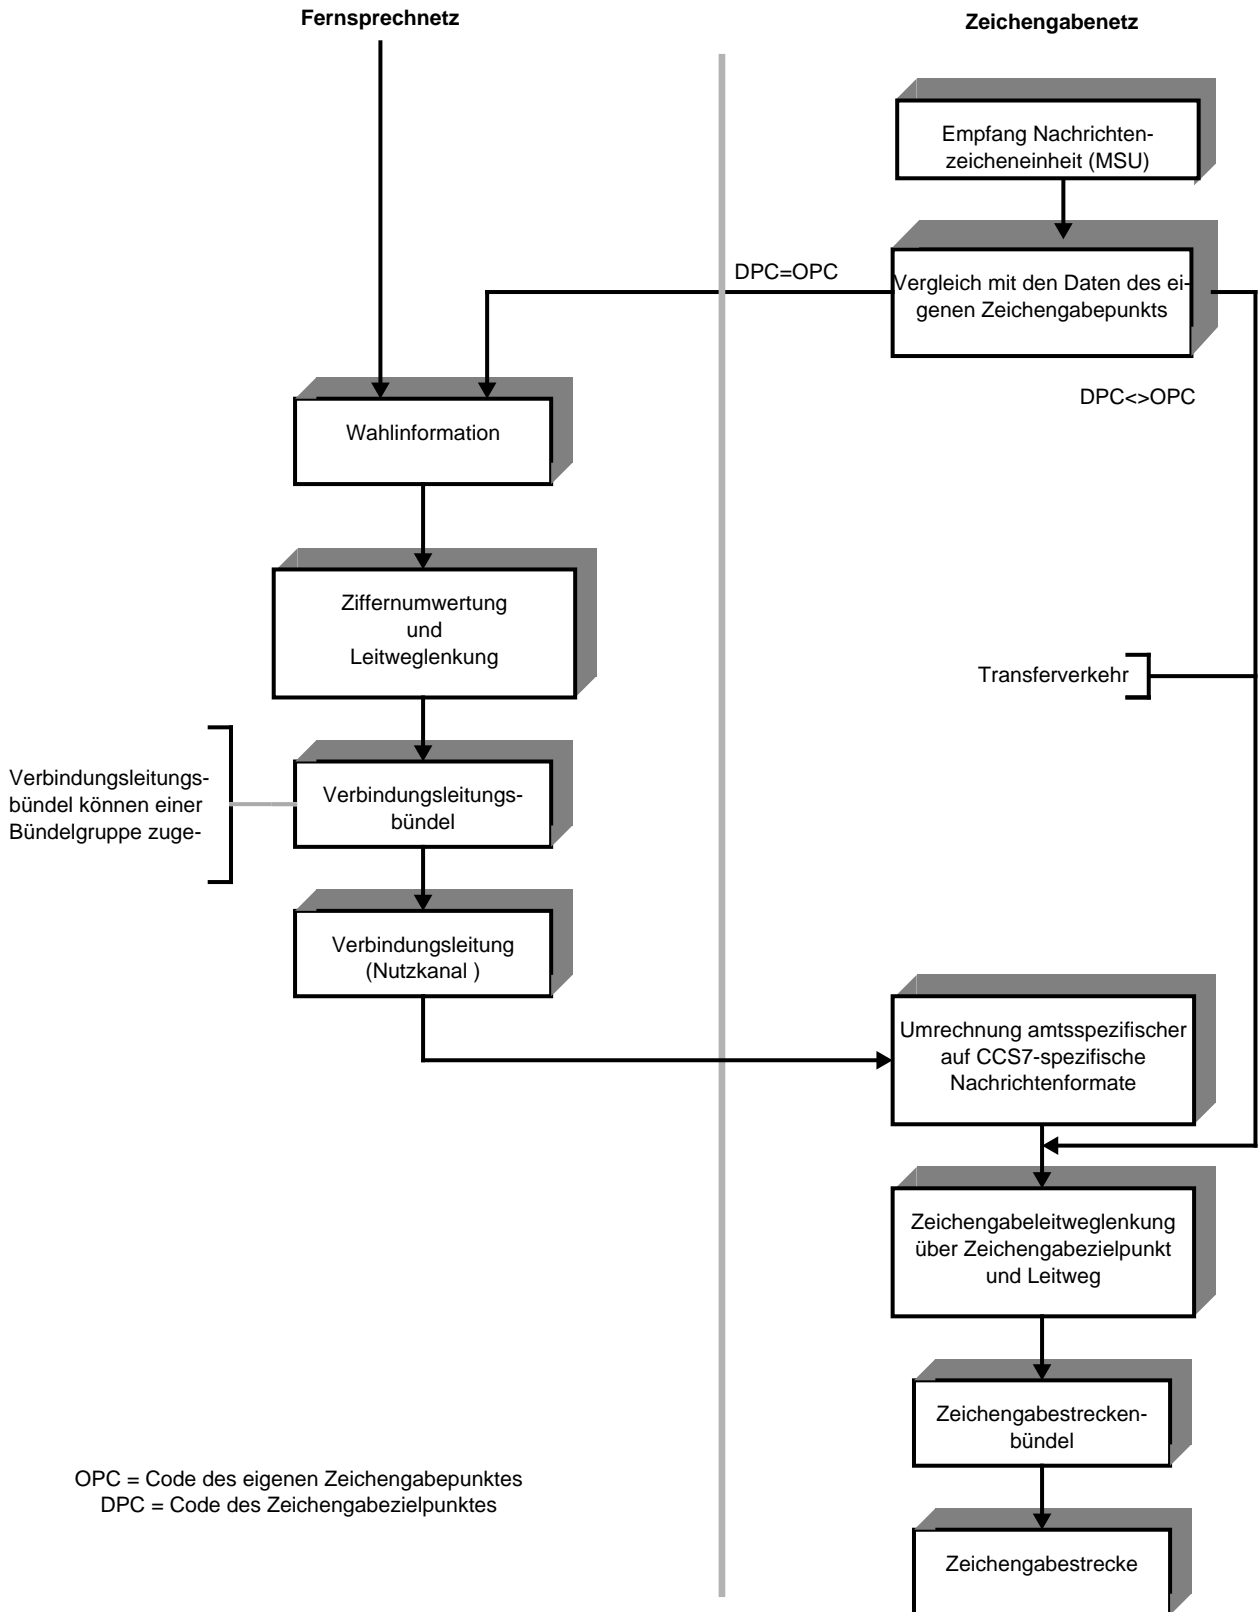 Fernsprechnetz
Zeichengabenetz
Empfang Nachrichten-
zeicheneinheit (MSU)
DPC=OPC
Vergleich mit den Daten des ei-
genen Zeichengabepunkts
DPC<>OPC
Wahlinformation
Ziffernumwertung
und
Leitweglenkung
Transferverkehr
Verbindungsleitungs-
bündel können einer
Bündelgruppe zuge-
Verbindungsleitungs-
bündel
Verbindungsleitung
(Nutzkanal )
Umrechnung amtsspezifischer
auf CCS7-spezifische
Nachrichtenformate
Zeichengabeleitweglenkung
über Zeichengabezielpunkt
und Leitweg
Zeichengabestrecken-
bündel
OPC = Code des eigenen Zeichengabepunktes
DPC = Code des Zeichengabezielpunktes
Zeichengabestrecke